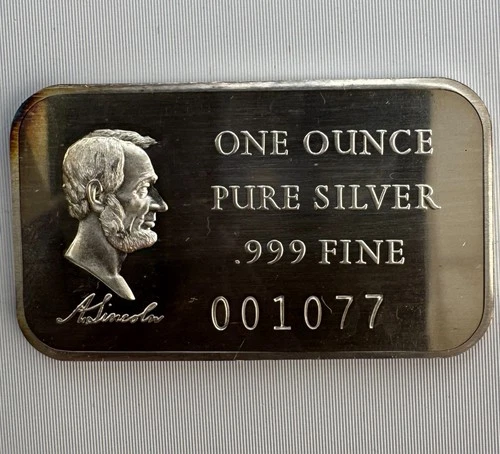 ONE OUNCE
PURE SILVER
.999 FINE
001077
A. Lincoln